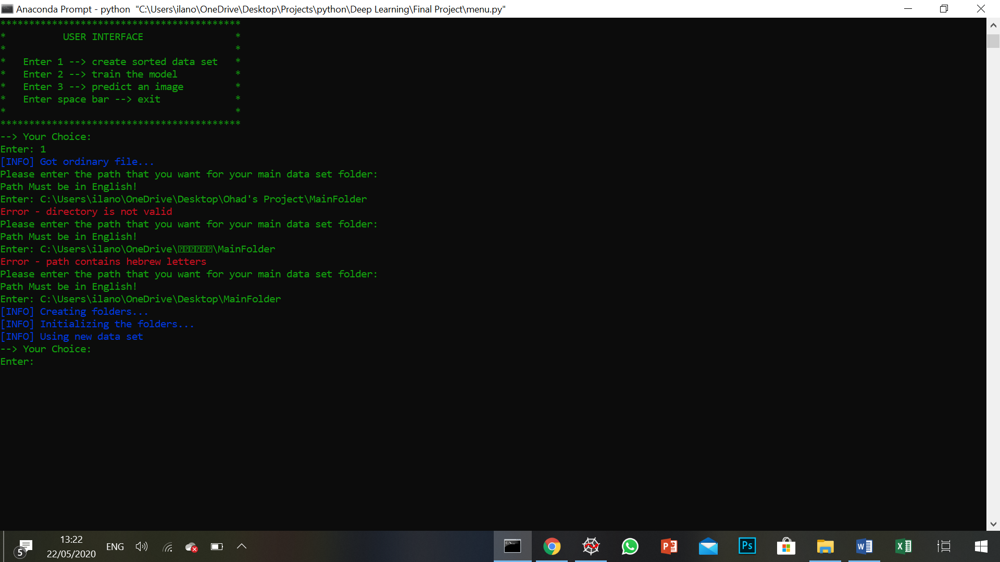 Anaconda Prompt - python  "C:\Users\ilano\OneDrive\Desktop\Projects\python\Deep Learning\Final Project\menu.py"
******************************************
*          USER INTERFACE                *
*                                        *
*   Enter 1 --> create sorted data set   *
*   Enter 2 --> train the model          *
*   Enter 3 --> predict an image         *
*   Enter space bar --> exit             *
*                                        *
******************************************
--> Your Choice:
Enter: 1
[INFO] Got ordinary file...
Please enter the path that you want for your main data set folder:
Path Must be in English!
Enter: C:\Users\ilano\OneDrive\Desktop\Ohad's Project\MainFolder
Error - directory is not valid
Please enter the path that you want for your main data set folder:
Path Must be in English!
Enter: C:\Users\ilano\OneDrive\\MainFolder
Error - path contains hebrew letters
Please enter the path that you want for your main data set folder:
Path Must be in English!
Enter: C:\Users\ilano\OneDrive\Desktop\MainFolder
[INFO] Creating folders...
[INFO] Initializing the folders...
[INFO] Using new data set
--> Your Choice:
Enter:
5
13:22
22/05/2020
ENG
C:\
P
Ps
W
X